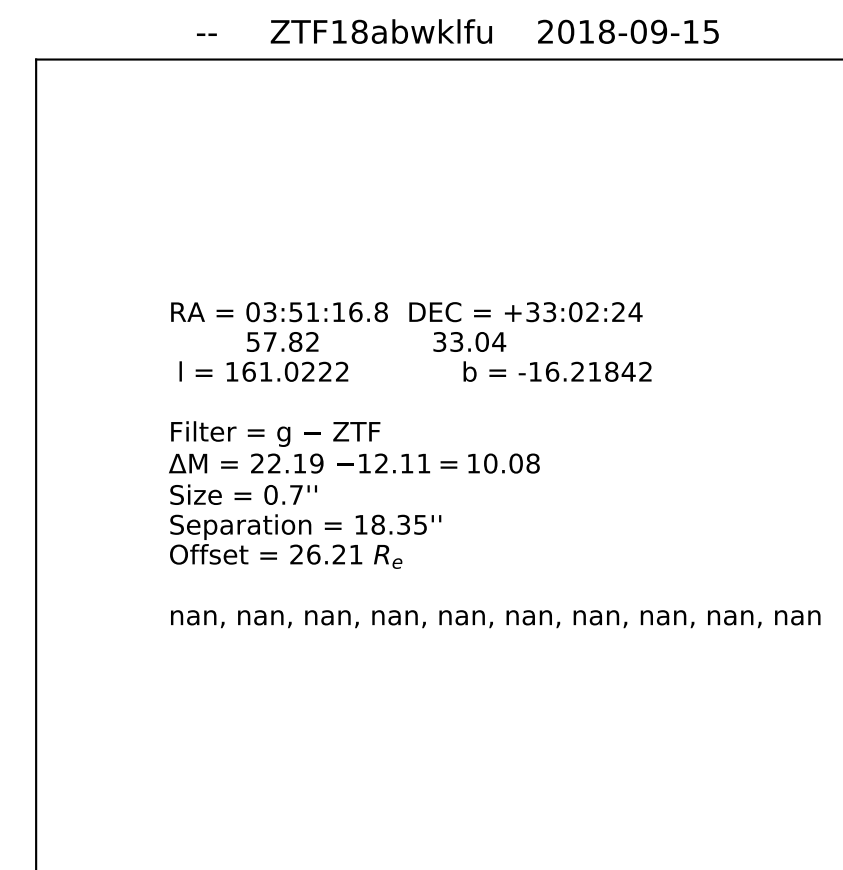 -- ZTF18abwklfu 2018-09-15
RA = 03:51:16.8 DEC = +33:02:24
57.82 33.04
l = 161.0222 b = -16.21842
Filter = g − ZTF
ΔM = 22.19 −12.11 = 10.08
Size = 0.7''
Separation = 18.35''
Offset = 26.21 Re
nan, nan, nan, nan, nan, nan, nan, nan, nan, nan